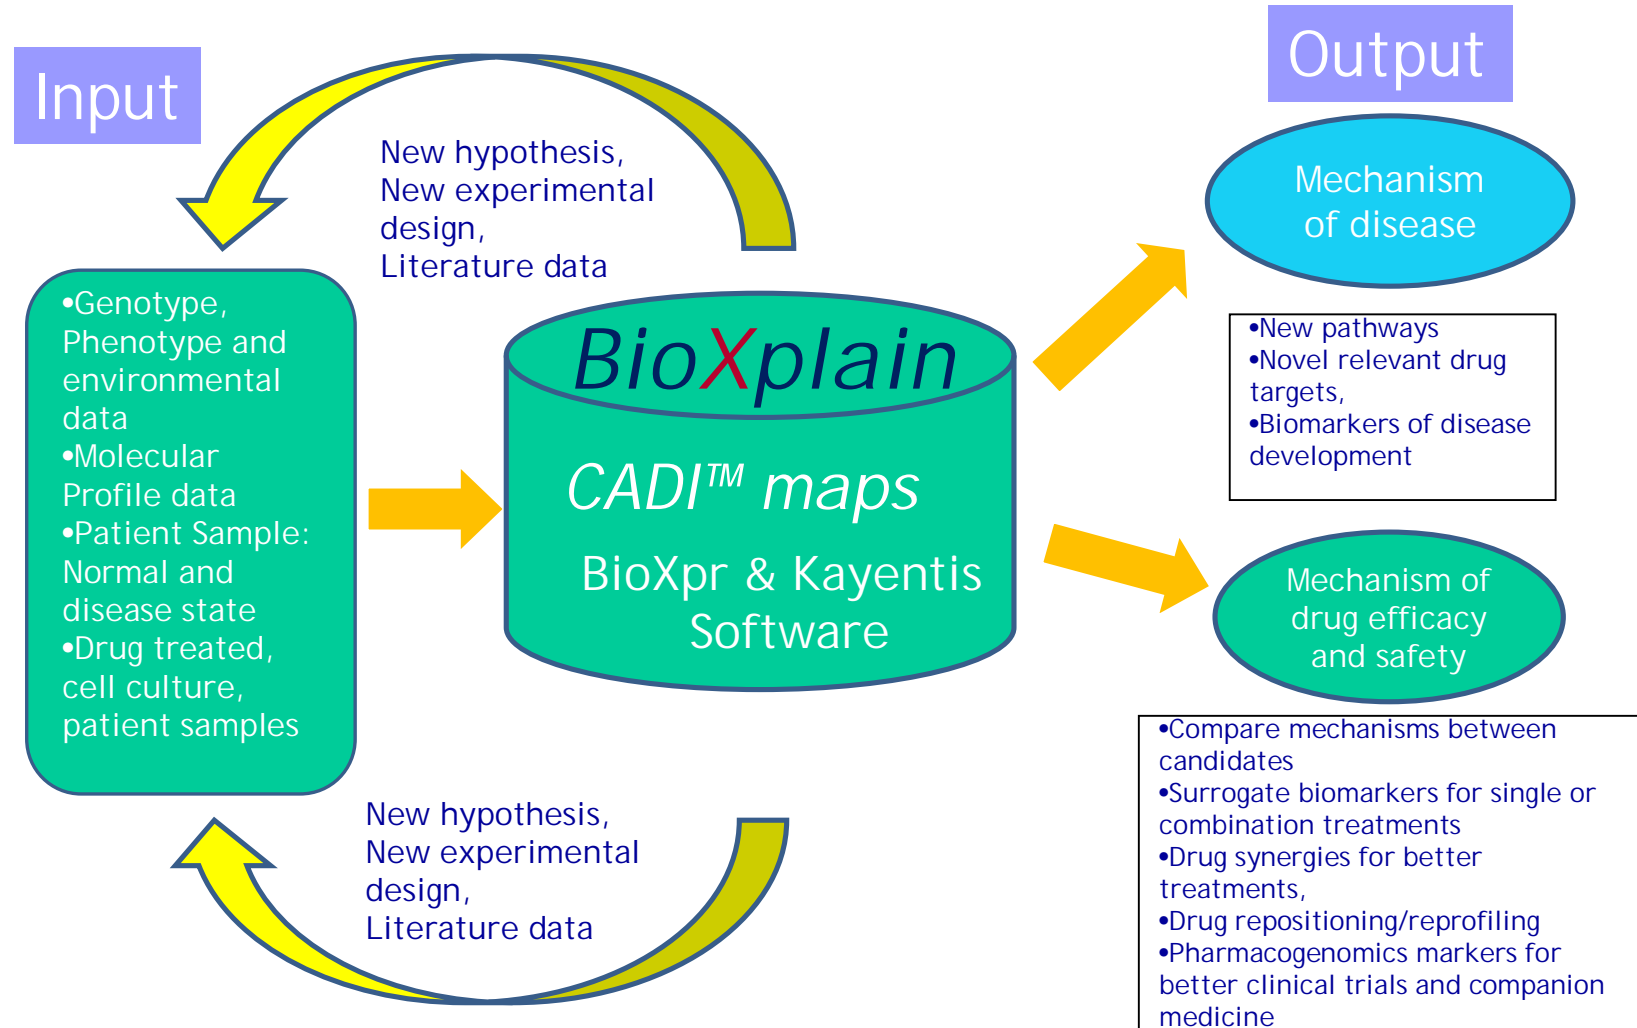 Input
Output
New hypothesis,
New experimental
design,
Literature data
•Genotype,
Phenotype and
environmental
data
•Molecular
Profile data
•Patient Sample:
Normal and
disease state
•Drug treated,
cell culture,
patient samples
BioXplain
CADI™ maps
BioXpr & Kayentis
Software
New hypothesis,
New experimental
design,
Literature data
Mechanism
of disease
•New pathways
•Novel relevant drug
targets,
•Biomarkers of disease
development
Mechanism of
drug efficacy
and safety
•Compare mechanisms between
candidates
•Surrogate biomarkers for single or
combination treatments
•Drug synergies for better
treatments,
•Drug repositioning/reprofiling
•Pharmacogenomics markers for
better clinical trials and companion
medicine